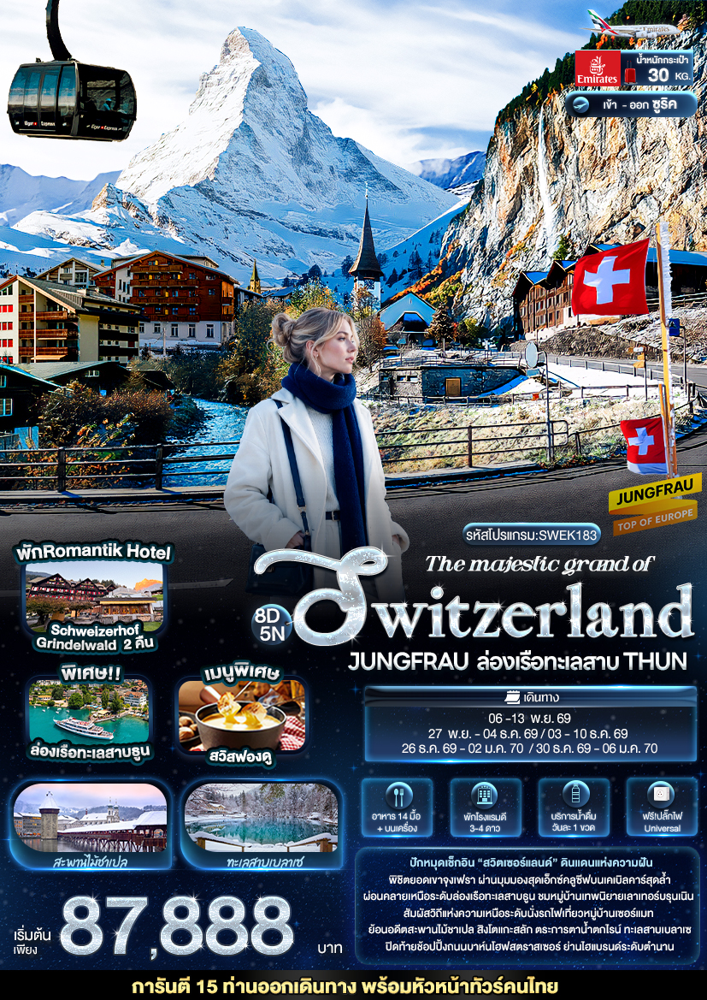 Emirates
Emirates
น้ำหนักกระเป๋า
30 KG.
เข้า - ออก ซูริค
Eiger Express
JUNGFRAU
TOP OF EUROPE
รหัสโปรแกรม:SWEK183
The majestic grand of
Switzerland
8D
5N
JUNGFRAU ล่องเรือทะเลสาบ THUN
พักRomantik Hotel
Schweizerhof
Grindelwald 2 คืน
พิเศษ!!
ล่องเรือทะเลสาบธูน
เมนูพิเศษ
สวิสฟองดู
เดินทาง
06 -13 พ.ย. 69
27 พ.ย. - 04 ธ.ค. 69 / 03 - 10 ธ.ค. 69
26 ธ.ค. 69 - 02 ม.ค. 70 / 30 ธ.ค. 69 - 06 ม.ค. 70
สะพานไม้ชาเปล
ทะเลสาบเบลาเซ่
อาหาร 14 มื้อ
+ บนเครื่อง
พักโรงแรมดี
3-4 ดาว
บริการน้ำดื่ม
วันละ 1 ขวด
ฟรี!ปลั๊กไฟ
Universal
ปักหมุดเช็กอิน “สวิตเซอร์แลนด์” ดินแดนแห่งความฝัน
พิชิตยอดเขาจุงเฟรา ผ่านมุมมองสุดเอ็กซ์คลูซีฟบนเคเบิลคาร์สุดล้ำ
ผ่อนคลายเหนือระดับล่องเรือทะเลสาบธูน ชมหมู่บ้านเทพนิยายเลาเทอร์บรุนเนิน
สัมผัสวิถีแห่งความเหนือระดับนั่งรถไฟเที่ยวหมู่บ้านเซอร์แมท
ย้อนอดีตสะพานไม้ชาเปล สิงโตแกะสลัก ตระการตาน้ำตกไรน์ ทะเลสาบเบลาเซ
ปิดท้ายช้อปปิ้งถนนบาห์นโฮฟสตราสเซอร์ ย่านไฮแบรนด์ระดับตำนาน
เริ่มต้น
เพียง
87,888
บาท
การันตี 15 ท่านออกเดินทาง พร้อมหัวหน้าทัวร์คนไทย